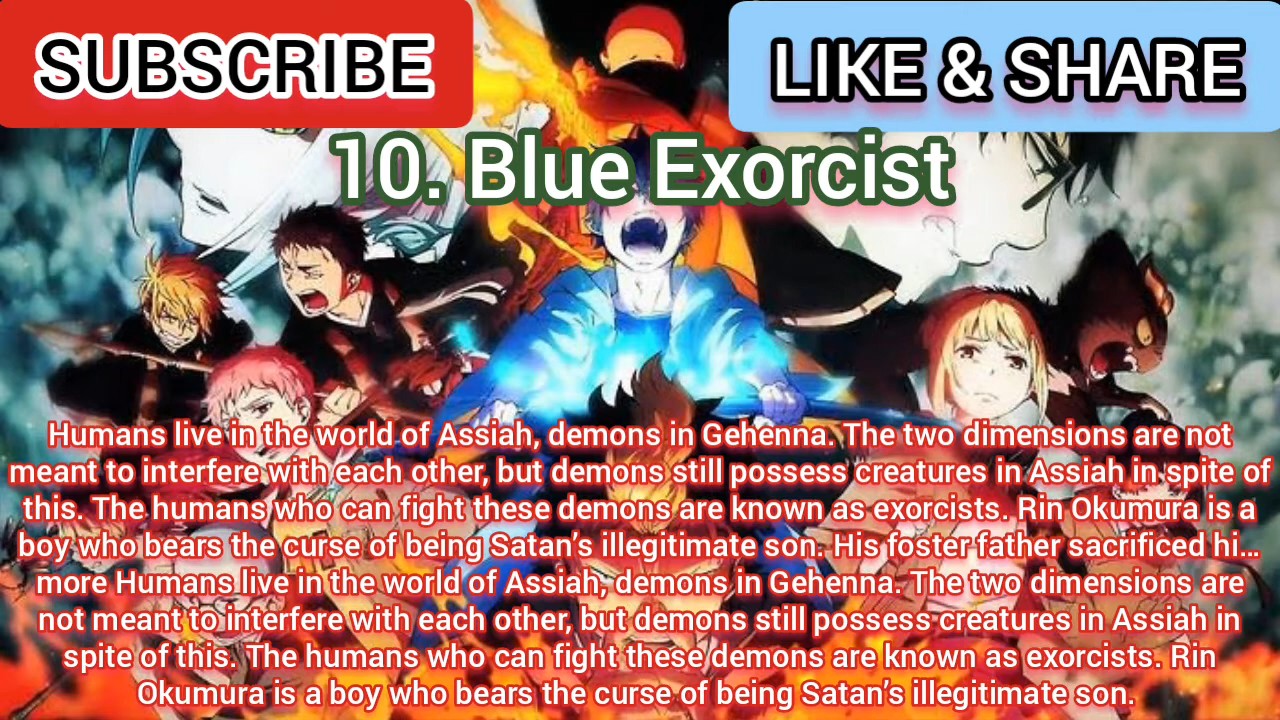 SUBSCRIBE
LIKE & SHARE
10. Blue Exorcist
Humans live in the world of Assiah, demons in Gehenna. The two dimensions are not
meant to interfere with each other, but demons still possess creatures in Assiah in spite of
this. The humans who can fight these demons are known as exorcists. Rin Okumura is a
boy who bears the curse of being Satan’s illegitimate son. His foster father sacrificed hi...
more Humans live in the world of Assiah, demons in Gehenna. The two dimensions are
not meant to interfere with each other, but demons still possess creatures in Assiah in
spite of this. The humans who can fight these demons are known as exorcists. Rin
Okumura is a boy who bears the curse of being Satan’s illegitimate son.